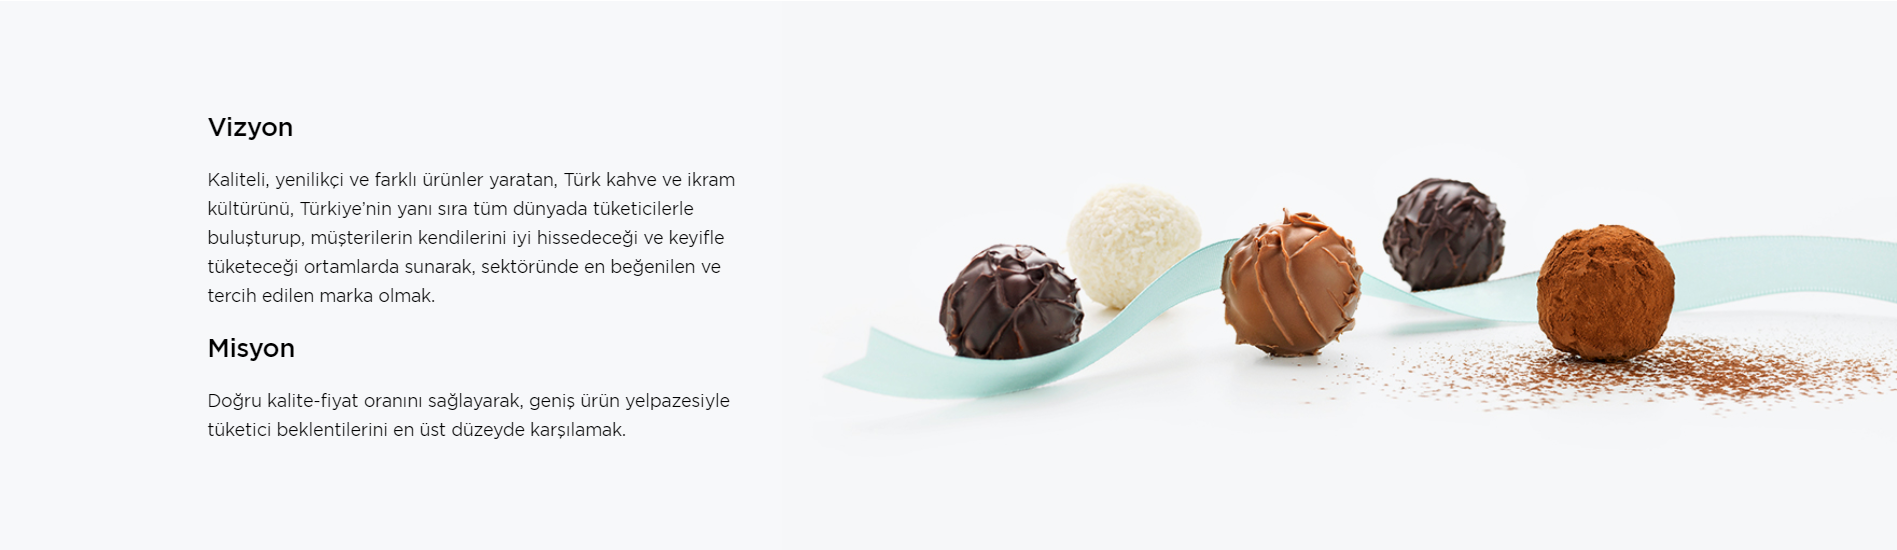 Vizyon
Kaliteli, yenilikçi ve farklı ürünler yaratan, Türk kahve ve ikram
kültürünü, Türkiye’nin yanı sıra tüm dünyada tüketicilerle
buluşturup, müşterilerin kendilerini iyi hissedeceği ve keyifle
tüketeceği ortamlarda sunarak, sektöründe en beğenilen ve
tercih edilen marka olmak.
Misyon
Doğru kalite-fiyat oranını sağlayarak, geniş ürün yelpazesiyle
tüketici beklentilerini en üst düzeyde karşılamak.